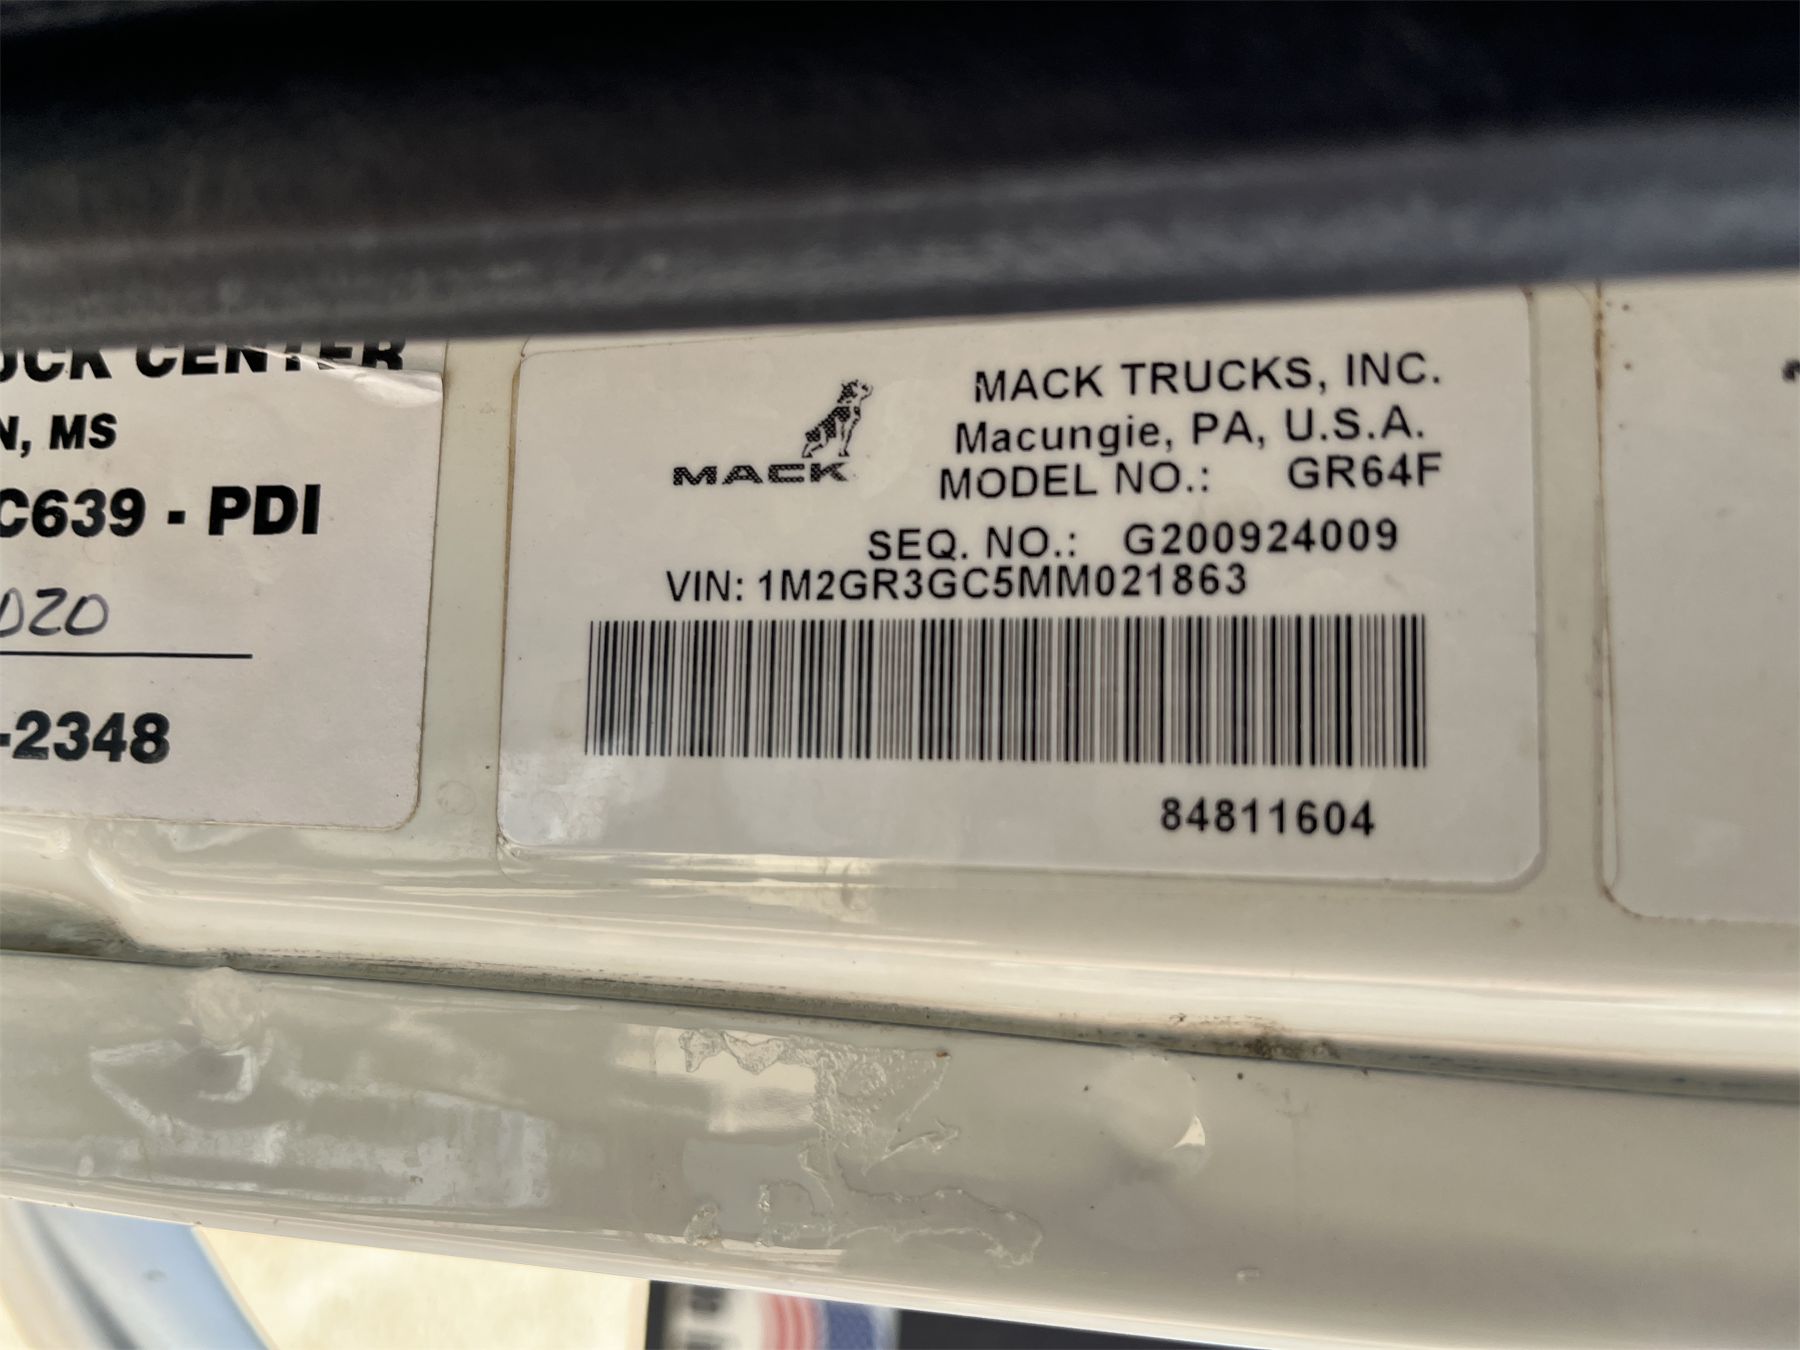 UCK CENTER
N, MS
C639 - PDI
020
-2348
MACK
MACK TRUCKS, INC.
Macungie, PA, U.S.A.
MODEL NO.: GR64F
SEQ. NO.: G200924009
VIN: 1M2GR3GC5MM021863
84811604